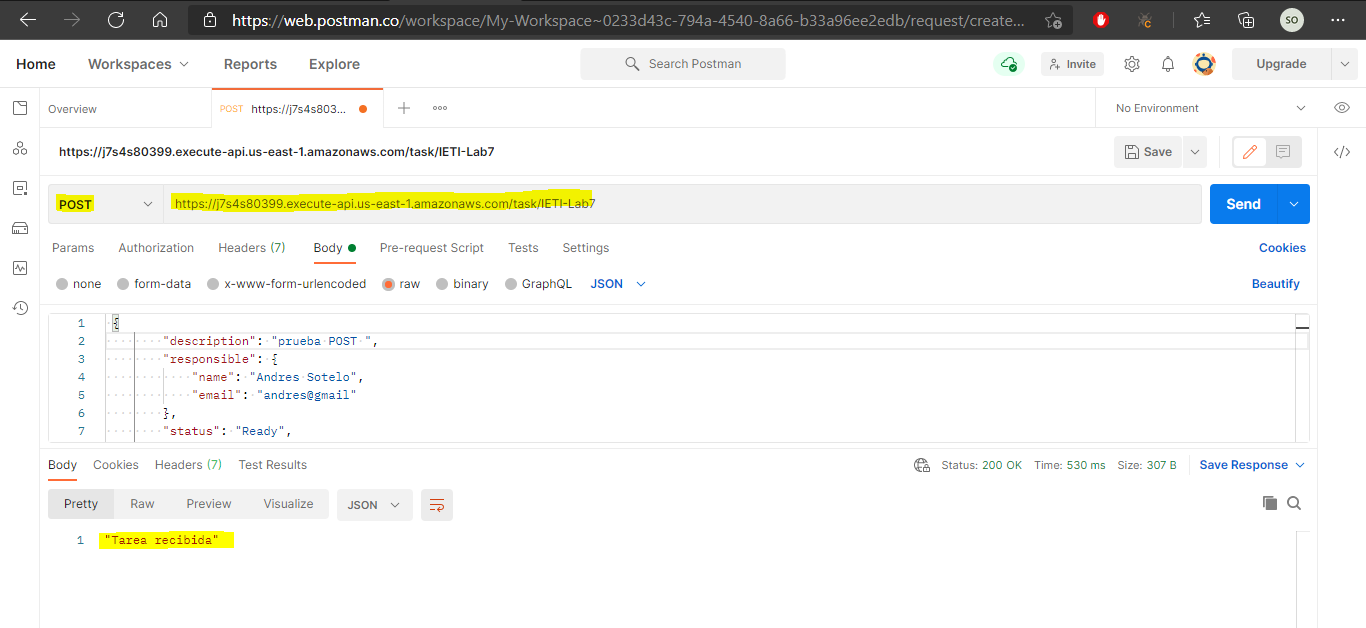 https://web.postman.co/workspace/My-Workspace~0233d43c-794a-4540-8a66-b33a96ee2edb/request/create...
SO
Home
Workspaces
Reports
Explore
Search Postman
Invite
Upgrade
Overview
POST https://j7s4s803...
No Environment
https://j7s4s80399.execute-api.us-east-1.amazonaws.com/task/IETI-Lab7
Save
POST
https://j7s4s80399.execute-api.us-east-1.amazonaws.com/task/IETI-Lab7
Send
Params
Authorization
Headers (7)
Body
Pre-request Script
Tests
Settings
Cookies
none
form-data
x-www-form-urlencoded
raw
binary
GraphQL
JSON
Beautify
1 {
2 "description": "prueba POST ",
3 "responsible": {
4 "name": "Andres Sotelo",
5 "email": "andres@gmail"
6 },
7 "status": "Ready",
Body
Cookies
Headers (7)
Test Results
Status: 200 OK
Time: 530 ms
Size: 307 B
Save Response
Pretty
Raw
Preview
Visualize
JSON
1 "Tarea recibida"